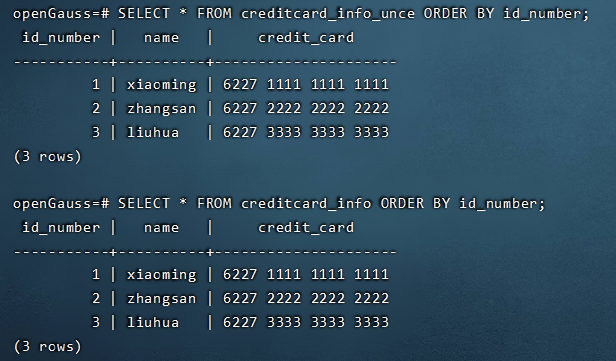 openGauss=# SELECT * FROM creditcard_info_unce ORDER BY id_number;
 id_number |   name   |     credit_card
-----------+----------+---------------------
         1 | xiaoming | 6227 1111 1111 1111
         2 | zhangsan | 6227 2222 2222 2222
         3 | liuhua   | 6227 3333 3333 3333
(3 rows)
openGauss=# SELECT * FROM creditcard_info ORDER BY id_number;
 id_number |   name   |     credit_card
-----------+----------+---------------------
         1 | xiaoming | 6227 1111 1111 1111
         2 | zhangsan | 6227 2222 2222 2222
         3 | liuhua   | 6227 3333 3333 3333
(3 rows)